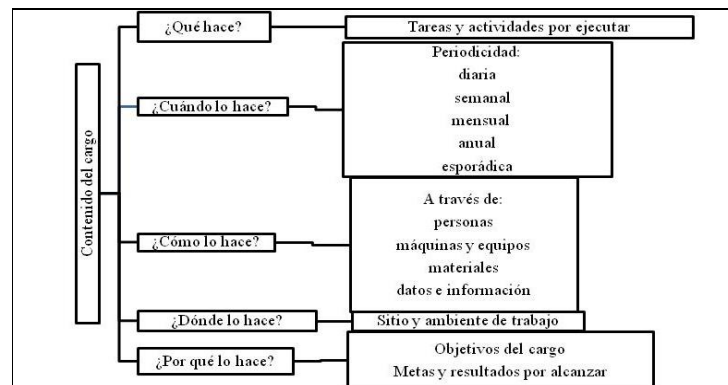 Contenido del cargo
¿Qué hace?
Tareas y actividades por ejecutar
¿Cuándo lo hace?
Periodicidad:
diaria
semanal
mensual
anual
esporádica
¿Cómo lo hace?
A través de:
personas
máquinas y equipos
materiales
datos e información
¿Dónde lo hace?
Sitio y ambiente de trabajo
¿Por qué lo hace?
Objetivos del cargo
Metas y resultados por alcanzar